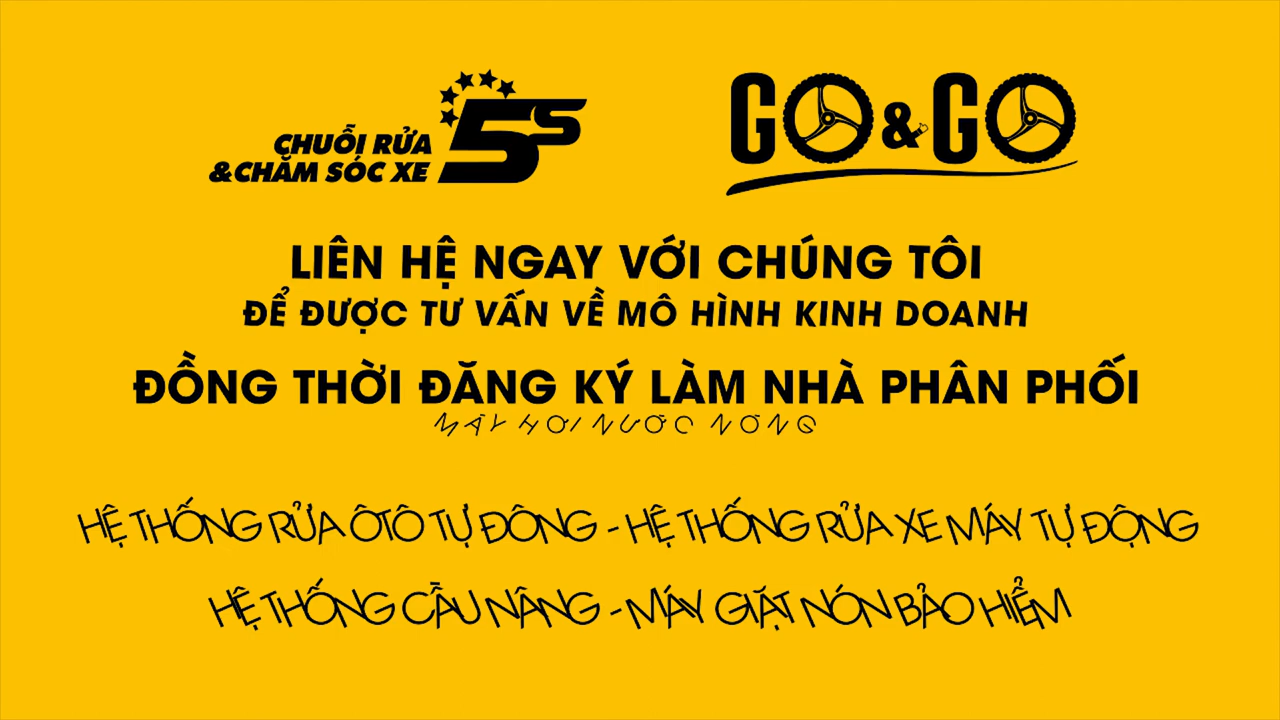 CHUỖI RỬA
&CHĂM SÓC XE
5S
GO&GO
LIÊN HỆ NGAY VỚI CHÚNG TÔI
ĐỂ ĐƯỢC TƯ VẤN VỀ MÔ HÌNH KINH DOANH
ĐỒNG THỜI ĐĂNG KÝ LÀM NHÀ PHÂN PHỐI
MÁY HƠI NƯỚC NÓNG
HỆ THỐNG RỬA ÔTÔ TỰ ĐÔNG - HỆ THỐNG RỬA XE MÁY TỰ ĐỘNG
HỆ THỐNG CẦU NÂNG - MÁY GIẶT NÓN BẢO HIỂM